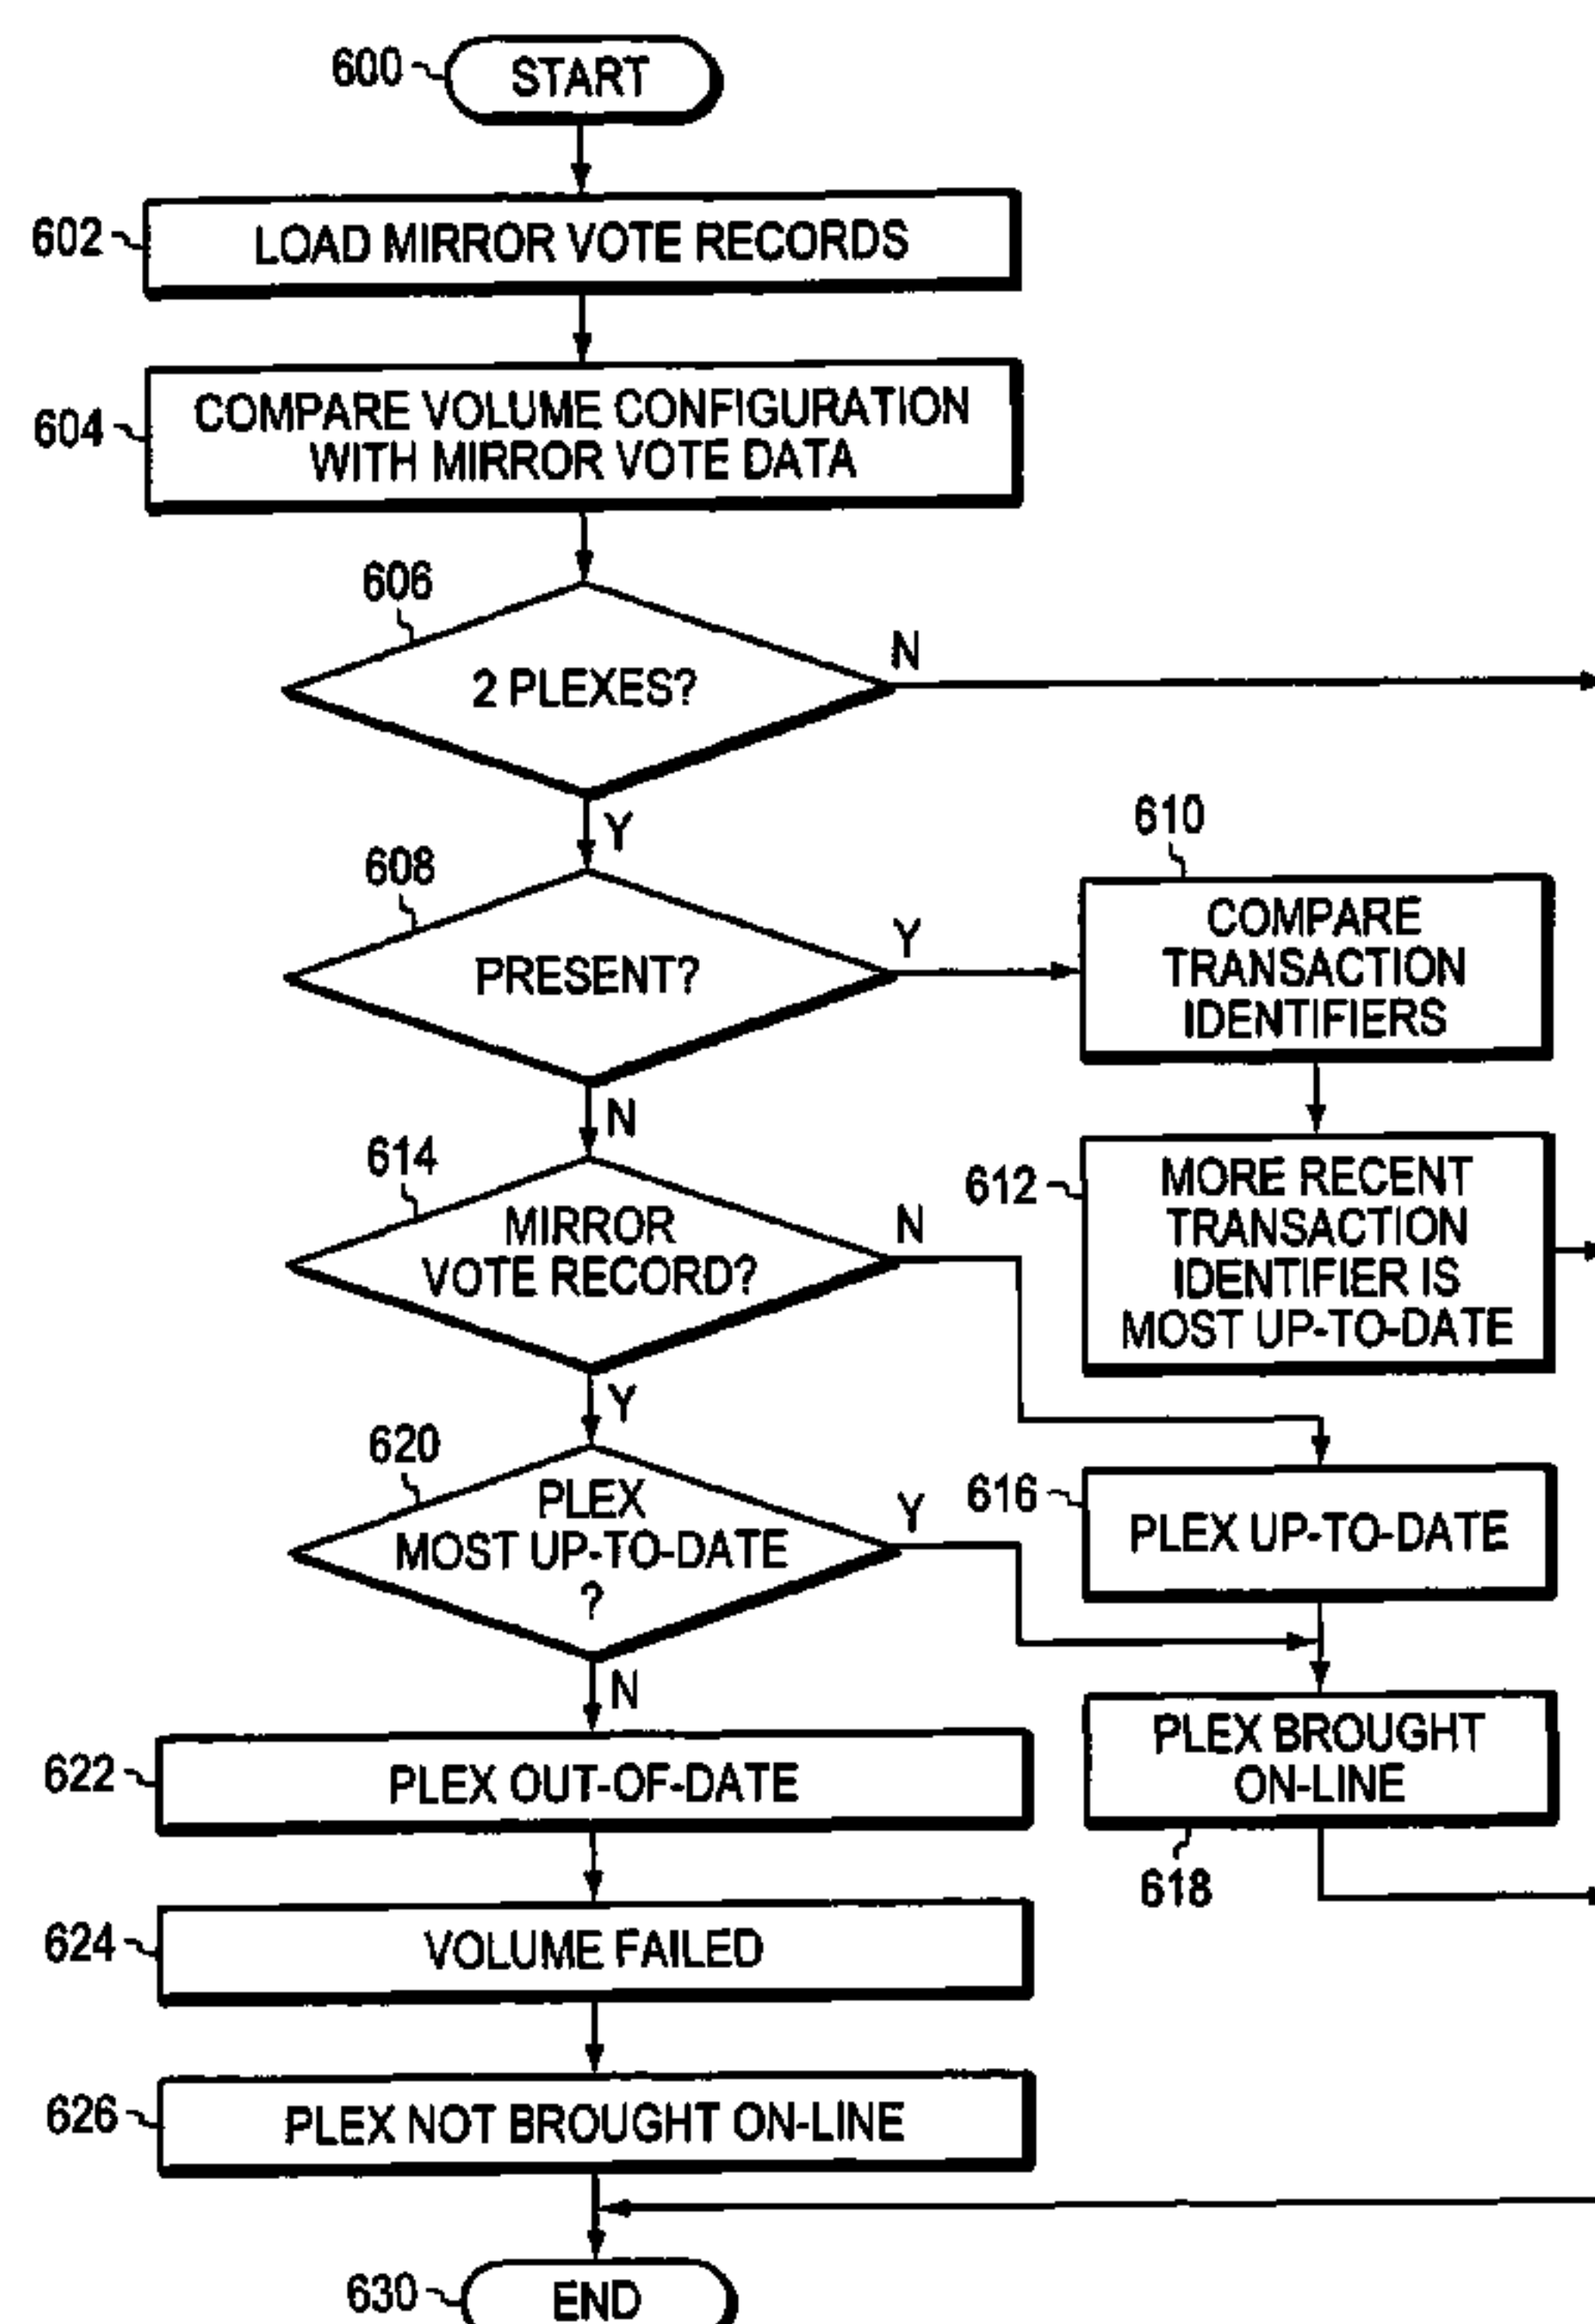 600
START
602
LOAD MIRROR VOTE RECORDS
604
COMPARE VOLUME CONFIGURATION
WITH MIRROR VOTE DATA
606
2 PLEXES?
N
Y
608
PRESENT?
Y
N
610
COMPARE
TRANSACTION
IDENTIFIERS
612
MORE RECENT
TRANSACTION
IDENTIFIER IS
MOST UP-TO-DATE
614
MIRROR
VOTE RECORD?
N
Y
616
PLEX UP-TO-DATE
620
PLEX
MOST UP-TO-DATE
?
Y
N
PLEX BROUGHT
ON-LINE
618
622
PLEX OUT-OF-DATE
624
VOLUME FAILED
626
PLEX NOT BROUGHT ON-LINE
630
END